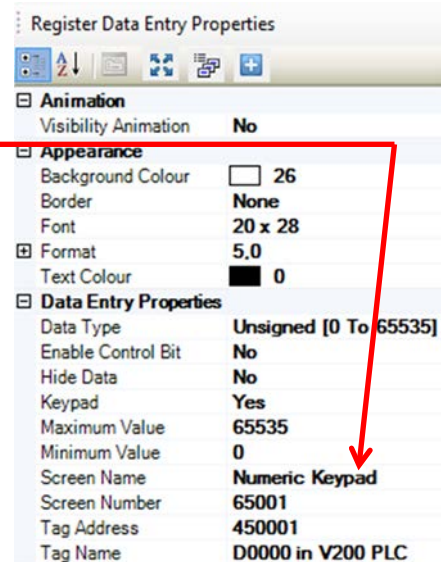 Register Data Entry Properties
Animation
Visibility Animation No
Appearance
Background Colour 26
Border None
Font 20 x 28
Format 5,0
Text Colour 0
Data Entry Properties
Data Type Unsigned [0 To 65535]
Enable Control Bit No
Hide Data No
Keypad Yes
Maximum Value 65535
Minimum Value 0
Screen Name Numeric Keypad
Screen Number 65001
Tag Address 450001
Tag Name D0000 in V200 PLC